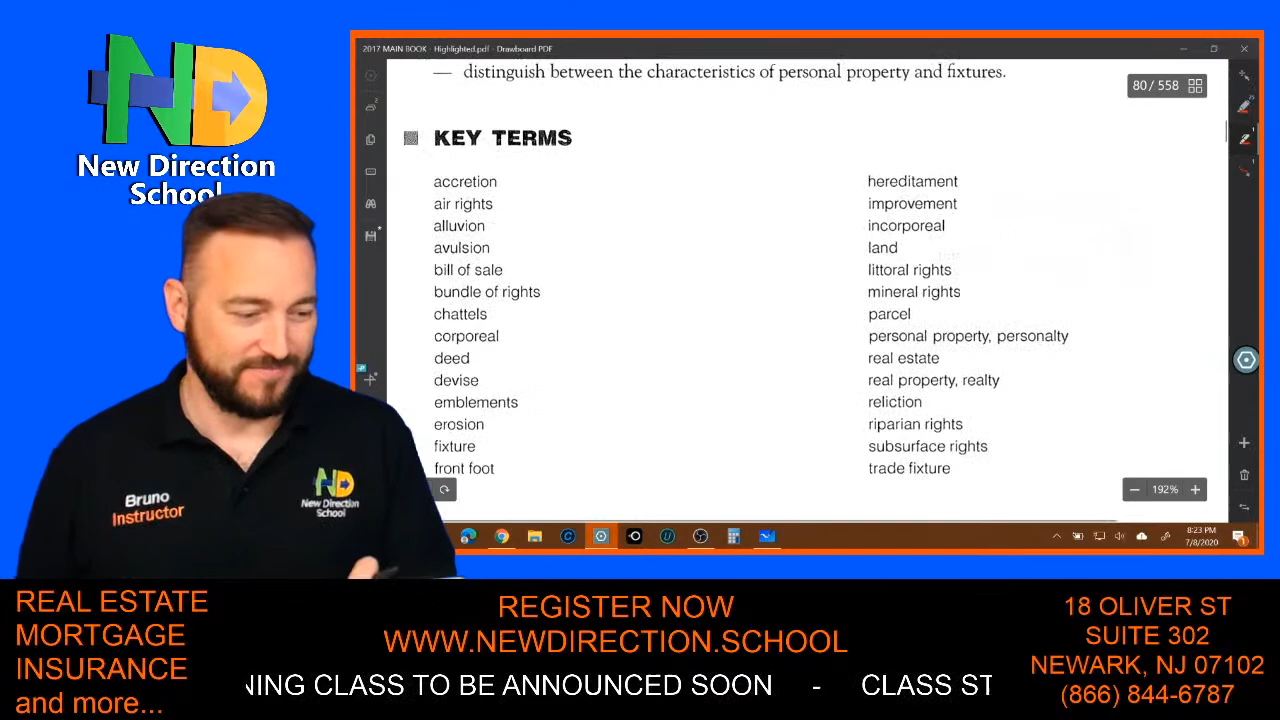 New Direction
School
2017 MAIN BOOK - Highlighted.pdf - Drawboard PDF
— distinguish between the characteristics of personal property and fixtures.
80 / 558
KEY TERMS
accretion
air rights
alluvion
avulsion
bill of sale
bundle of rights
chattels
corporeal
deed
devise
emblements
erosion
fixture
front foot
hereditament
improvement
incorporeal
land
littoral rights
mineral rights
parcel
personal property, personalty
real estate
real property, realty
reliction
riparian rights
subsurface rights
trade fixture
192%
8:23 PM
7/8/2020
Bruno
Instructor
ND
New Direction
School
REAL ESTATE
MORTGAGE
INSURANCE
and more...
REGISTER NOW
WWW.NEWDIRECTION.SCHOOL
NING CLASS TO BE ANNOUNCED SOON - CLASS ST
18 OLIVER ST
SUITE 302
NEWARK, NJ 07102
(866) 844-6787